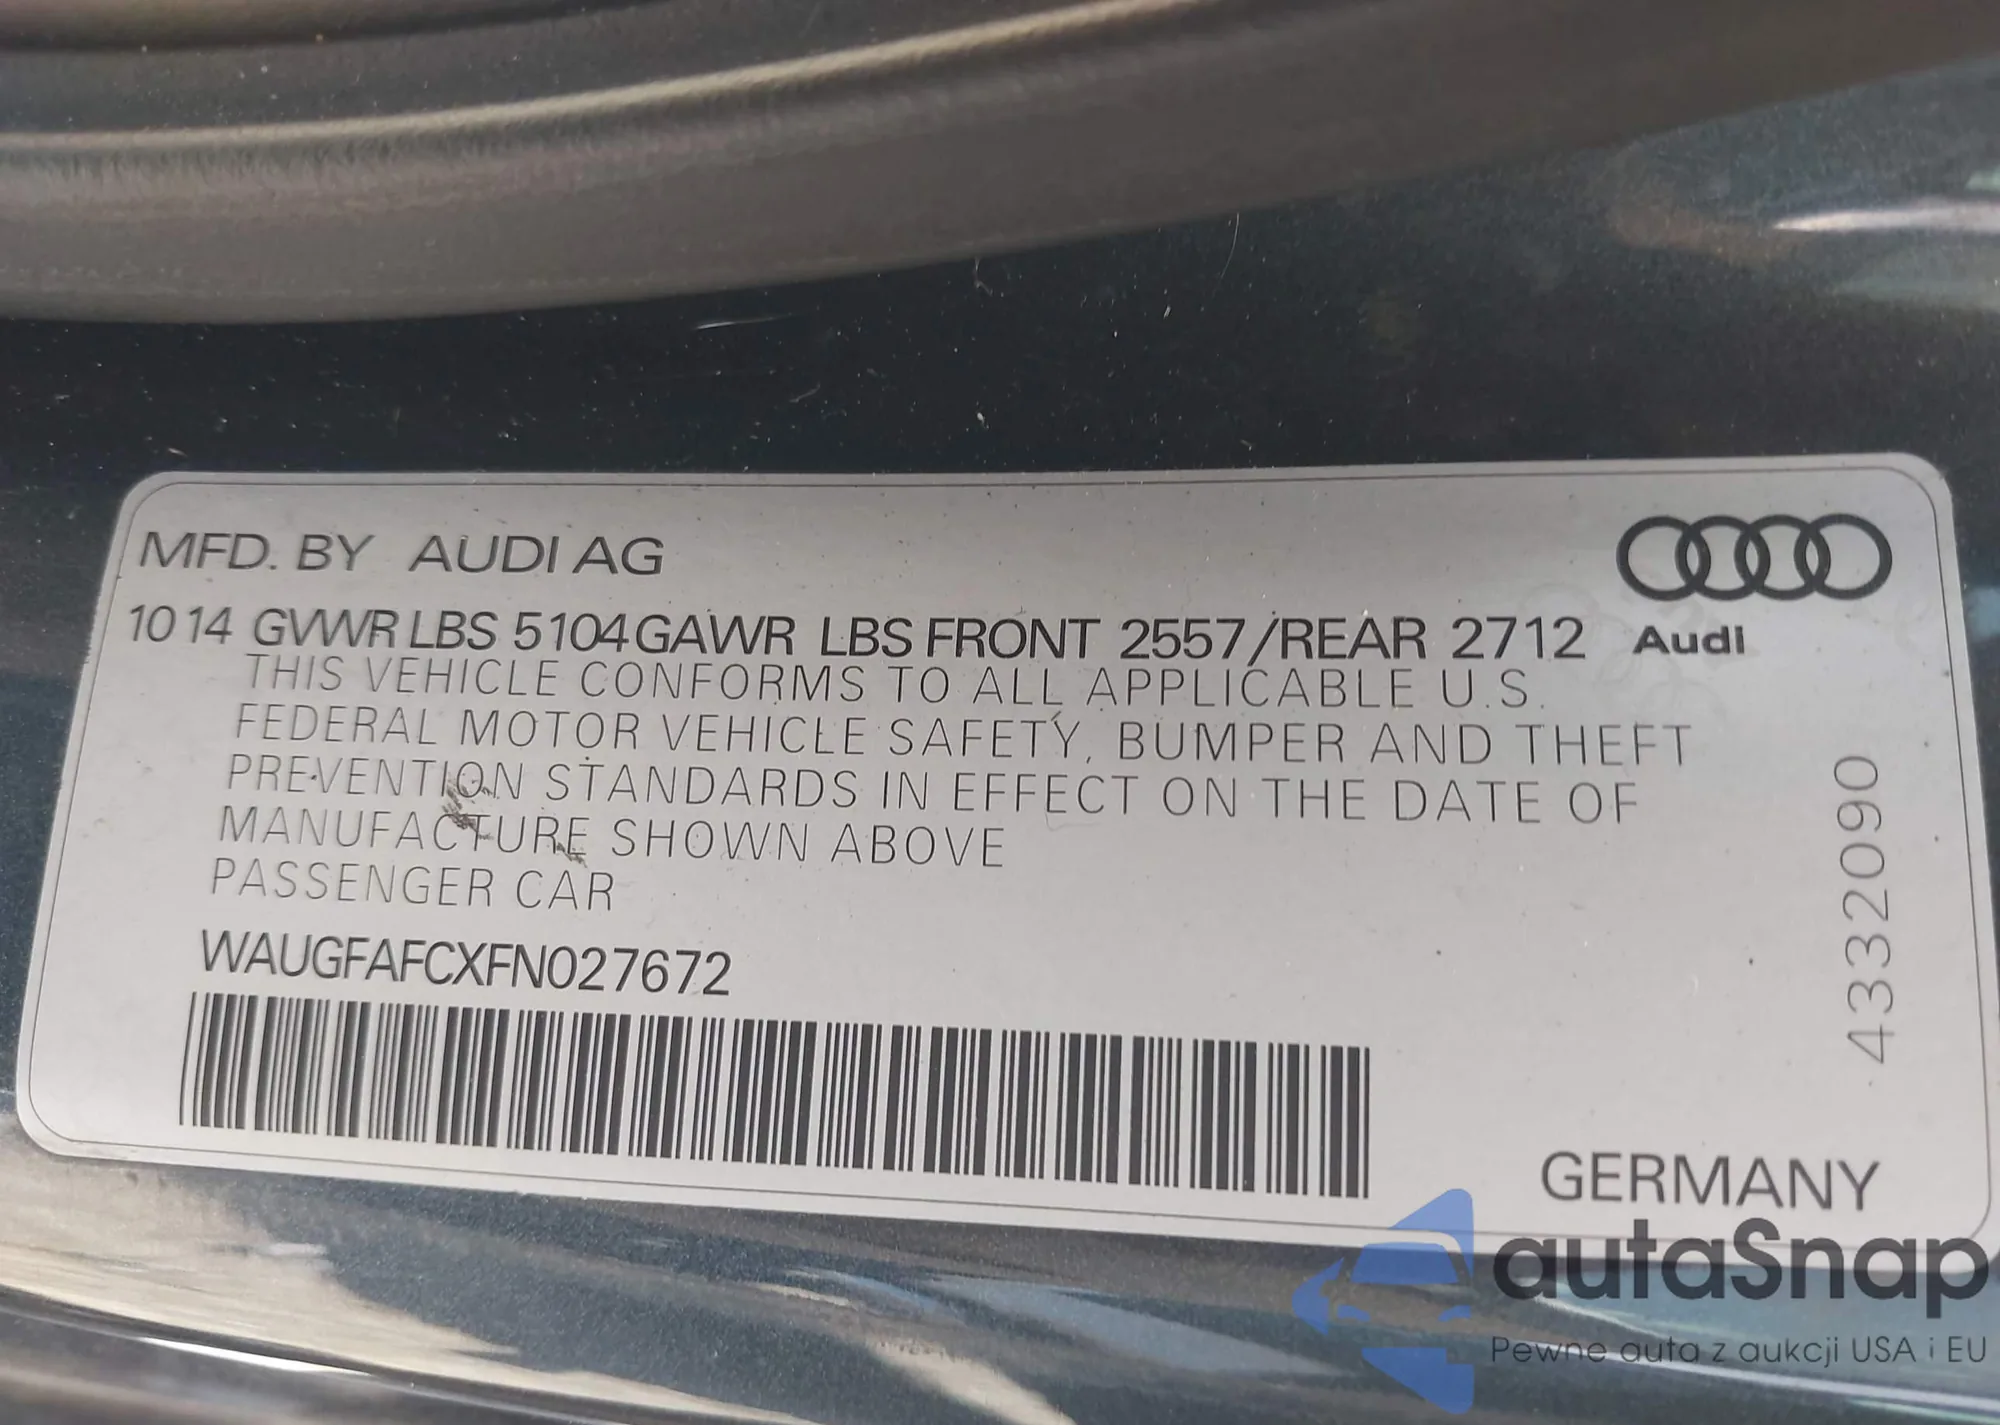 MFD. BY AUDI AG
1014 GVWR LBS 5104 GAWR LBS FRONT 2557/REAR 2712
Audi
THIS VEHICLE CONFORMS TO ALL APPLICABLE U.S.
FEDERAL MOTOR VEHICLE SAFETY, BUMPER AND THEFT
PREVENTION STANDARDS IN EFFECT ON THE DATE OF
MANUFACTURE SHOWN ABOVE
PASSENGER CAR
WAUGFAFCXFN027672
4332090
GERMANY
autaSnap
Pewne auta z aukcji USA i EU